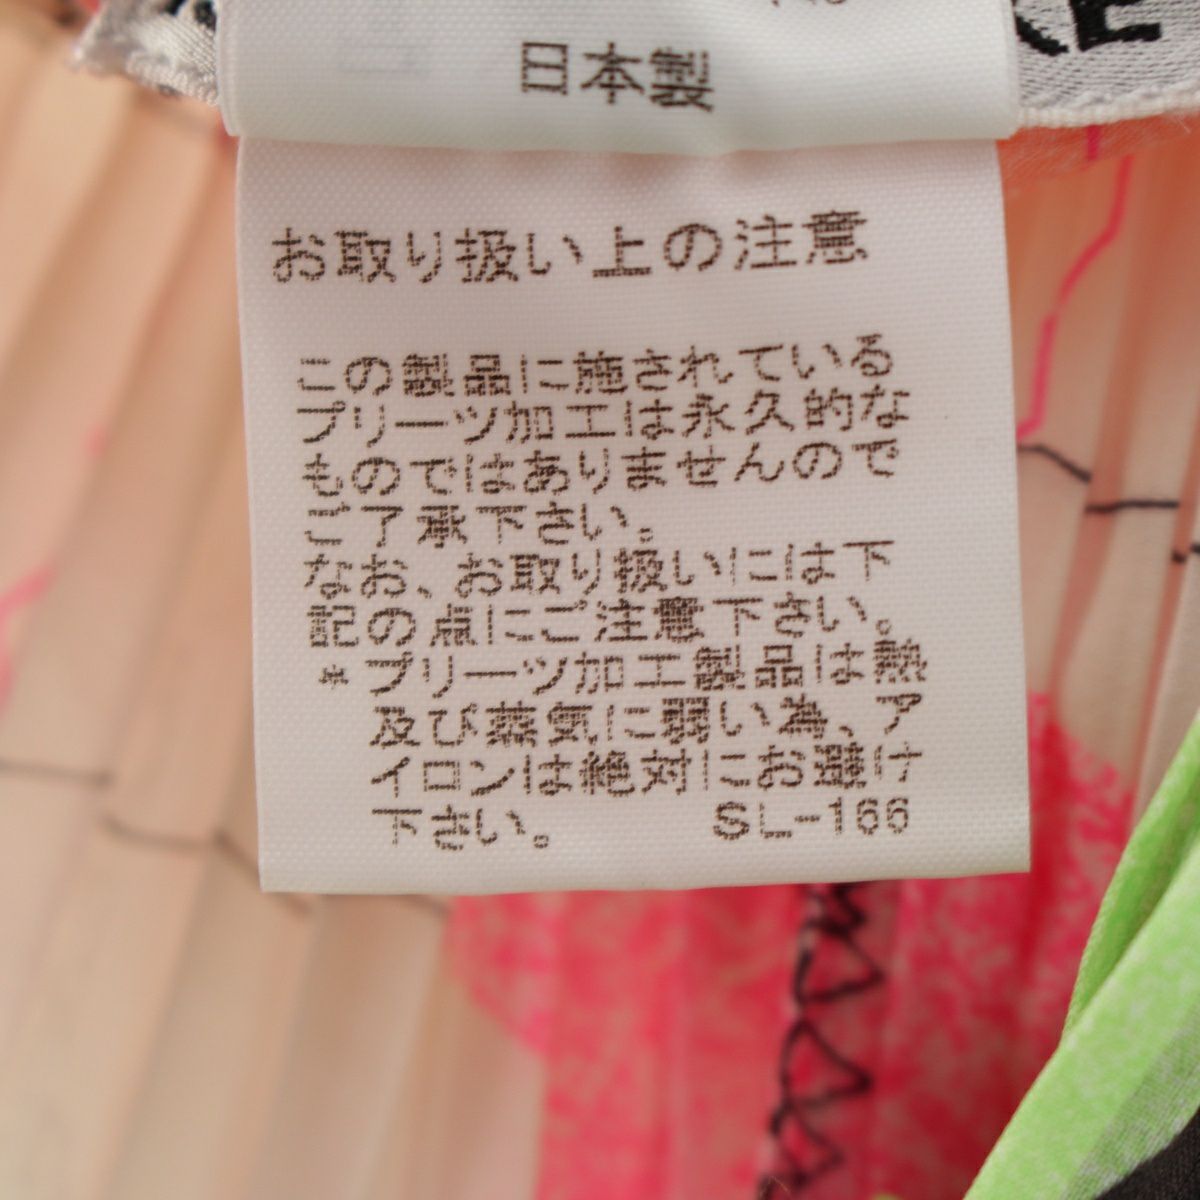 日本製
お取り扱い上の注意
この製品に施されている
プリーツ加工は永久的な
ものではありませんので
ご了承下さい。
なお、お取り扱いには下
記の点にご注意下さい。
* プリーツ加工製品は熱
及び蒸気に弱い為、ア
イロンは絶対にお避け
下さい。 SL-166